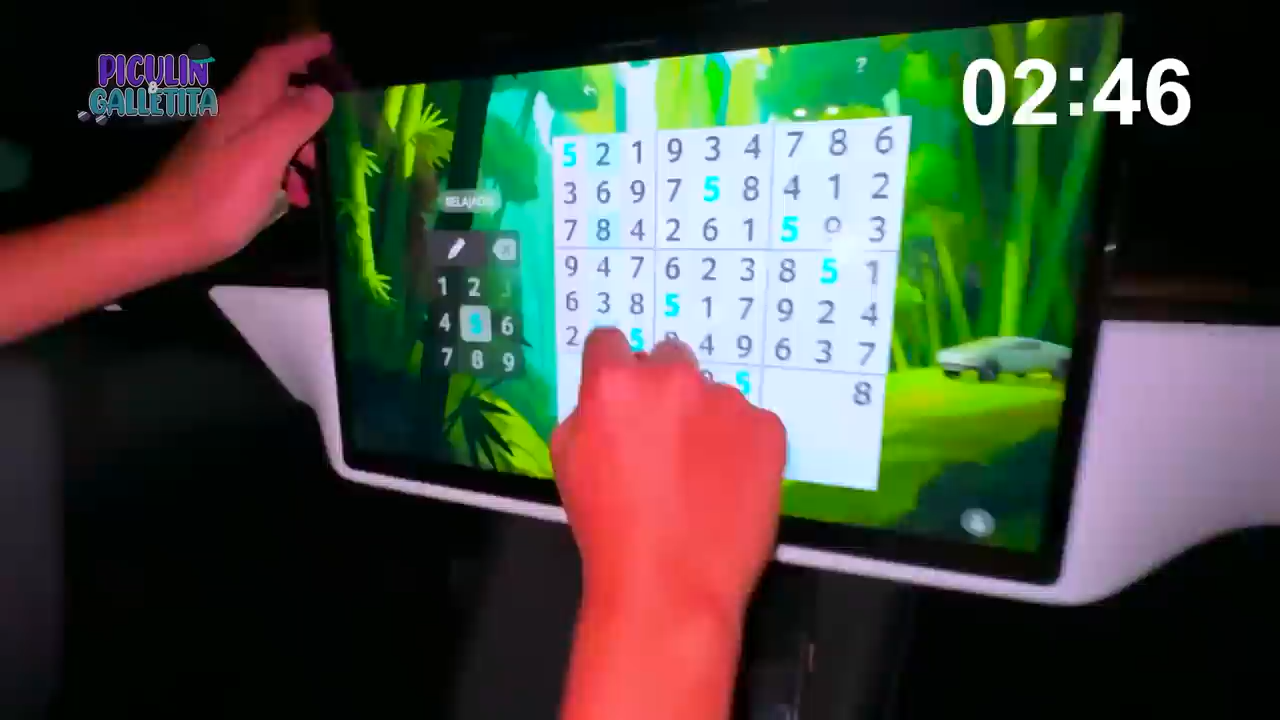 PICULIN
&
GALLETITA
02:46
?
RELAJADO
1 2 3
4 5 6
7 8 9
5 2 1 9 3 4 7 8 6
3 6 9 7 5 8 4 1 2
7 8 4 2 6 1 5 9 3
9 4 7 6 2 3 8 5 1
6 3 8 5 1 7 9 2 4
2 5 4 9 6 3 7
5 8